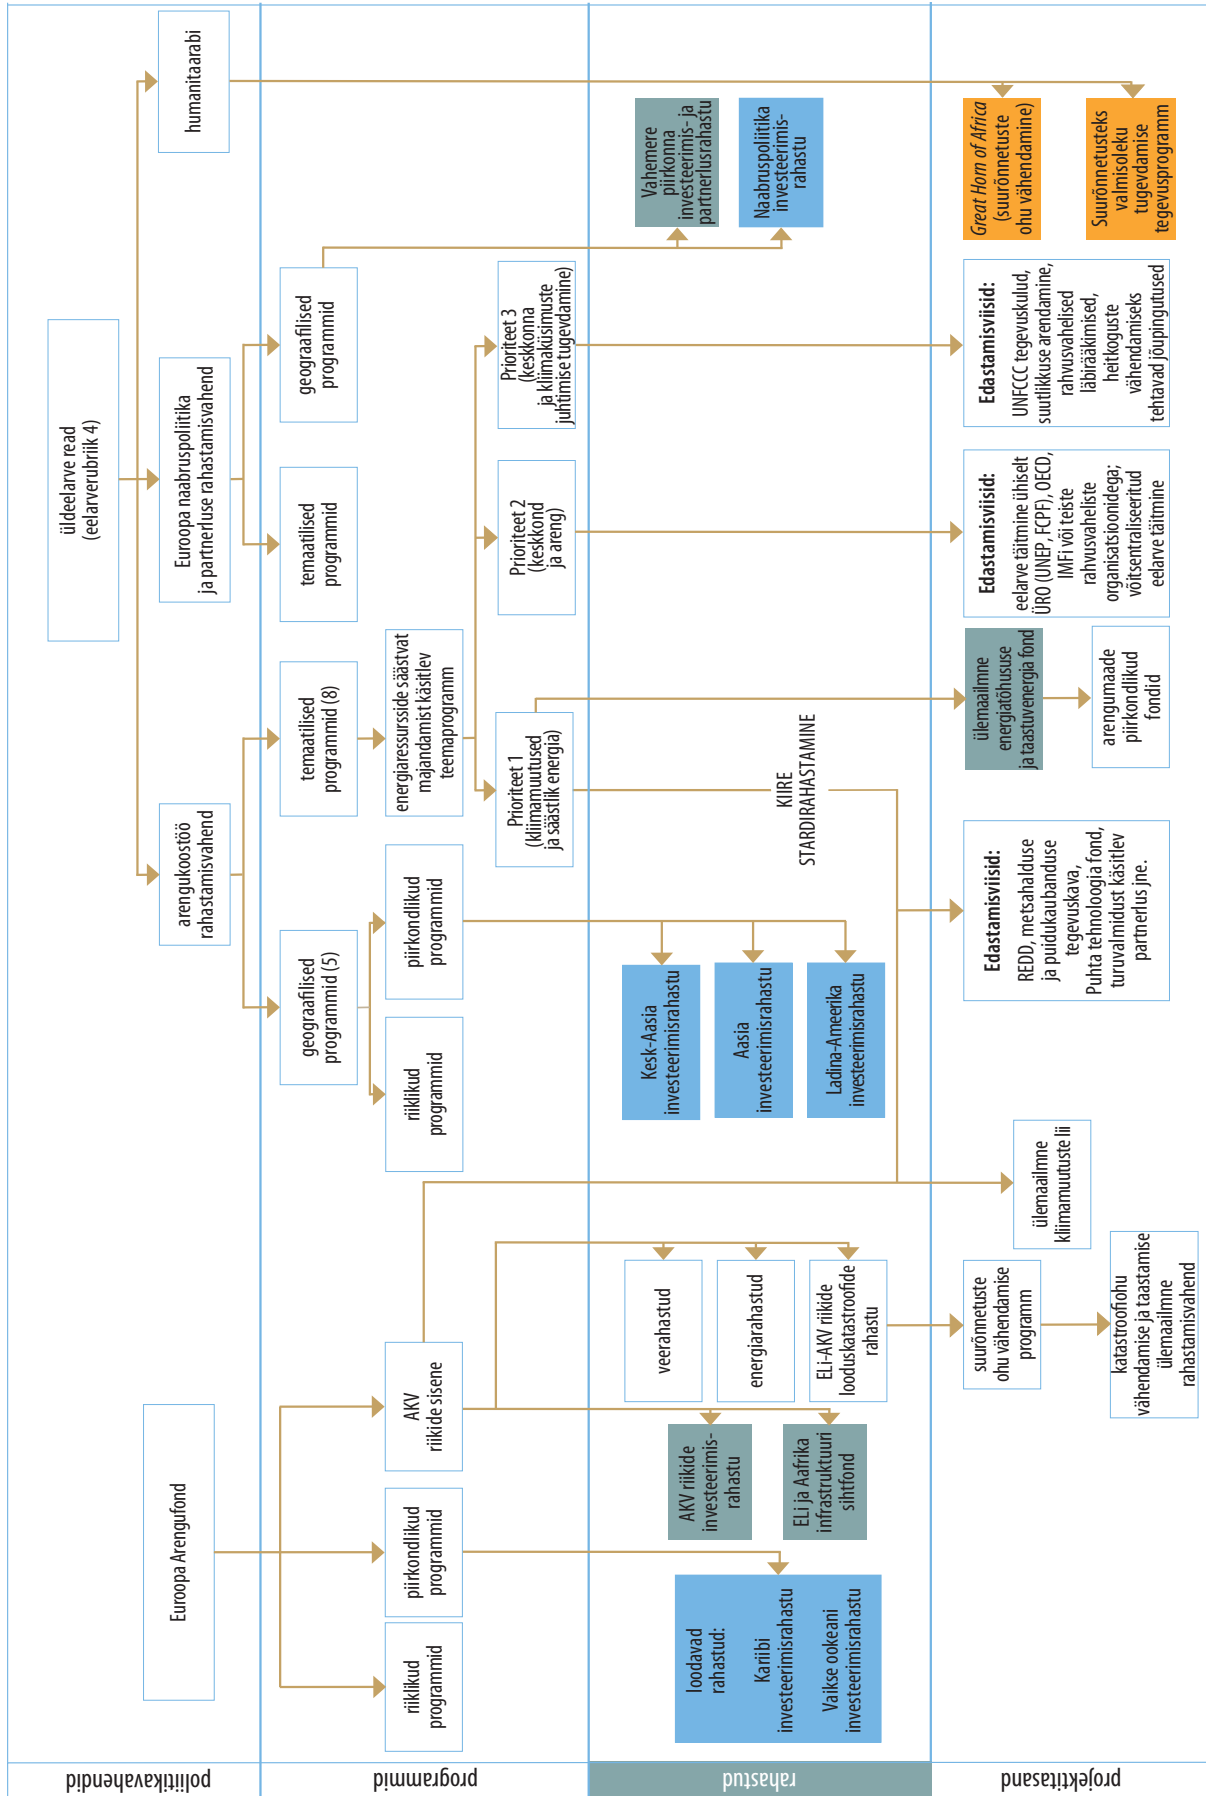 poliitikavahendid
programmid
rahastud
projektitasand
Euroopa Arengufond
üldeelarve read
(eelarverubriik 4)
arengukoostöö
rahastamisvahend
Euroopa naabruspoliitika
ja partnerluse rahastamisvahend
humanitaarabi
riiklikud
programmid
piirkondlikud
programmid
AKV
riikide sisene
geograafilised
programmid (5)
riiklikud
programmid
piirkondlikud
programmid
temaatilised
programmid (8)
energiaressursside säästvat
majandamist käsitlev
teemaprogramm
temaatilised
programmid
geograafilised
programmid
Prioriteet 1
(kliimamuutused
ja säästlik energia)
Prioriteet 2
(keskkond
ja areng)
Prioriteet 3
(keskkonna
ja kliimaküsimuste
juhtimise tugevdamine)
loodavad
rahastud:
Kariibi
investeerimisrahastu
Vaikse ookeani
investeerimisrahastu
AKV riikide
investeerimis-
rahastu
ELi ja Aafrika
infrastruktuuri
sihtfond
veerahastud
energiarahastud
ELi-AKV riikide
looduskatastroofide
rahastu
Kesk-Aasia
investeerimisrahastu
Aasia
investeerimisrahastu
Ladina-Ameerika
investeerimisrahastu
KIIRE
STARDIRAHASTAMINE
Vahemere
piirkonna
investeerimis- ja
partnerlusrahastu
Naabruspoliitika
investeerimis-
rahastu
suurõnnetuste
ohu vähendamise
programm
katastroofiohu
vähendamise ja taastamise
ülemaailmne
rahastamisvahend
ülemaailmne
kliimamuutuste lii
Edastamisviisid:
REDD, metsahalduse
ja puidukaubanduse
tegevuskava,
Puhta tehnoloogia fond,
turuvalmidust käsitlev
partnerlus jne.
ülemaailmne
energiatõhususe
ja taastuvenergia fond
arengumaade
piirkondlikud
fondid
Edastamisviisid:
eelarve täitmine ühiselt
ÜRO (UNEP, FCPF), OECD,
IMFi või teiste
rahvusvaheliste
organisatsioonidega;
võitsentraliseeritud
eelarve täitmine
Edastamisviisid:
UNFCCC tegevuskulud,
suutlikkuse arendamine,
rahvusvahelised
läbirääkimised,
heitkoguste
vähendamiseks
tehtavad jõupingutused
Great Horn of Africa
(suurõnnetuste
ohu vähendamine)
Suurõnnetusteks
valmisoleku
tugevdamise
tegevusprogramm